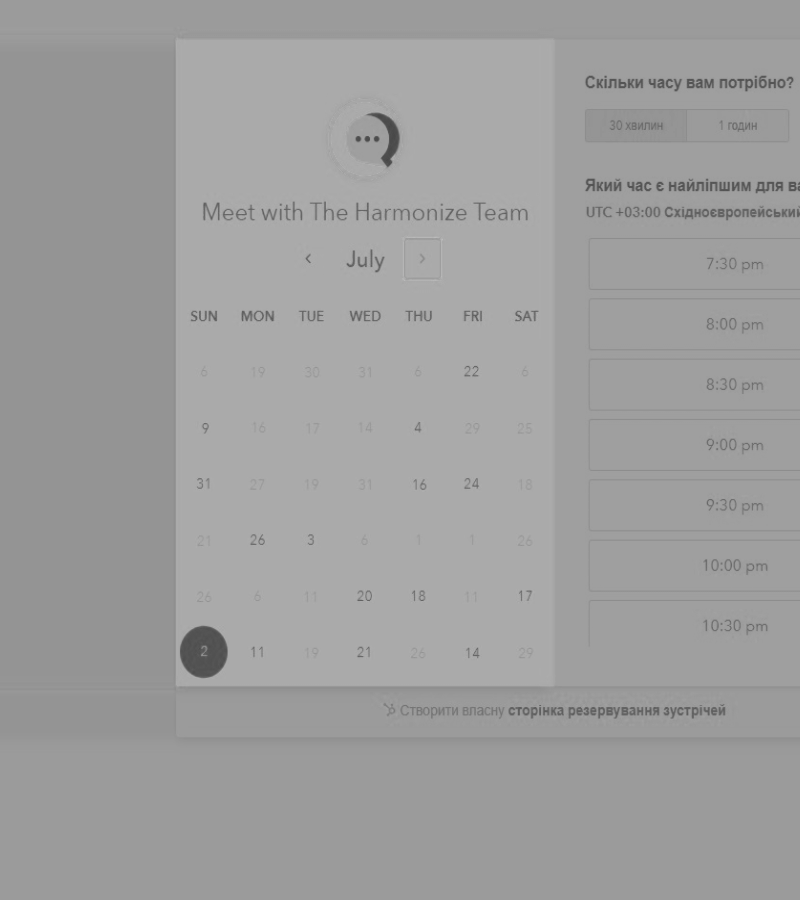 Meet with The Harmonize Team
July
SUN MON TUE WED THU FRI SAT
6 19 30 31 6 22 6
9 16 17 14 4 29 25
31 27 19 31 16 24 18
21 26 3 6 1 1 26
26 6 11 20 18 11 17
2 11 19 21 26 14 29
Скільки часу вам потрібно?
30 хвилин 1 годин
Який час є найліпшим для ва
UTC +03:00 Східноєвропейський
7:30 pm
8:00 pm
8:30 pm
9:00 pm
9:30 pm
10:00 pm
10:30 pm
Створити власну сторінка резервування зустрічей